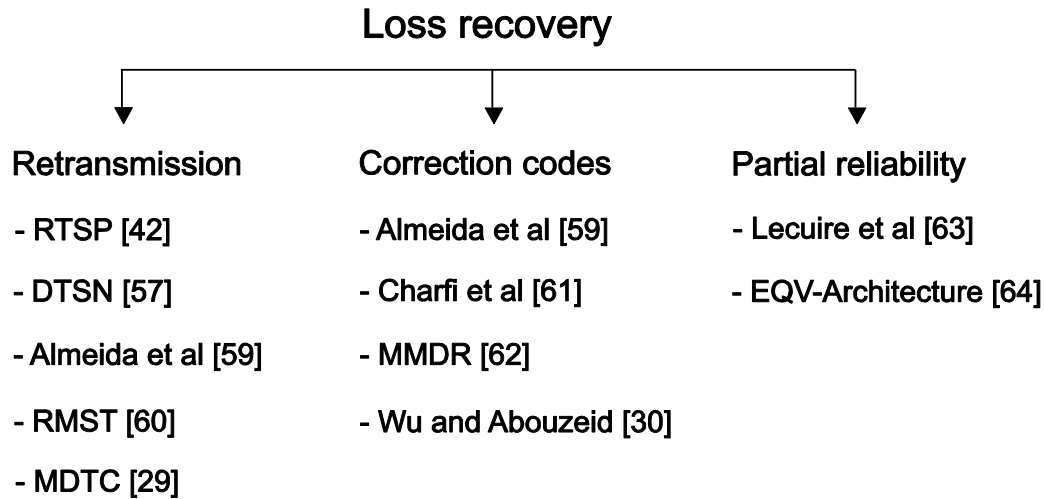 Loss recovery
Retransmission
- RTSP [42]
- DTSN [57]
- Almeida et al [59]
- RMST [60]
- MDTC [29]
Correction codes
- Almeida et al [59]
- Charfi et al [61]
- MMDR [62]
- Wu and Abouzeid [30]
Partial reliability
- Lecuire et al [63]
- EQV-Architecture [64]